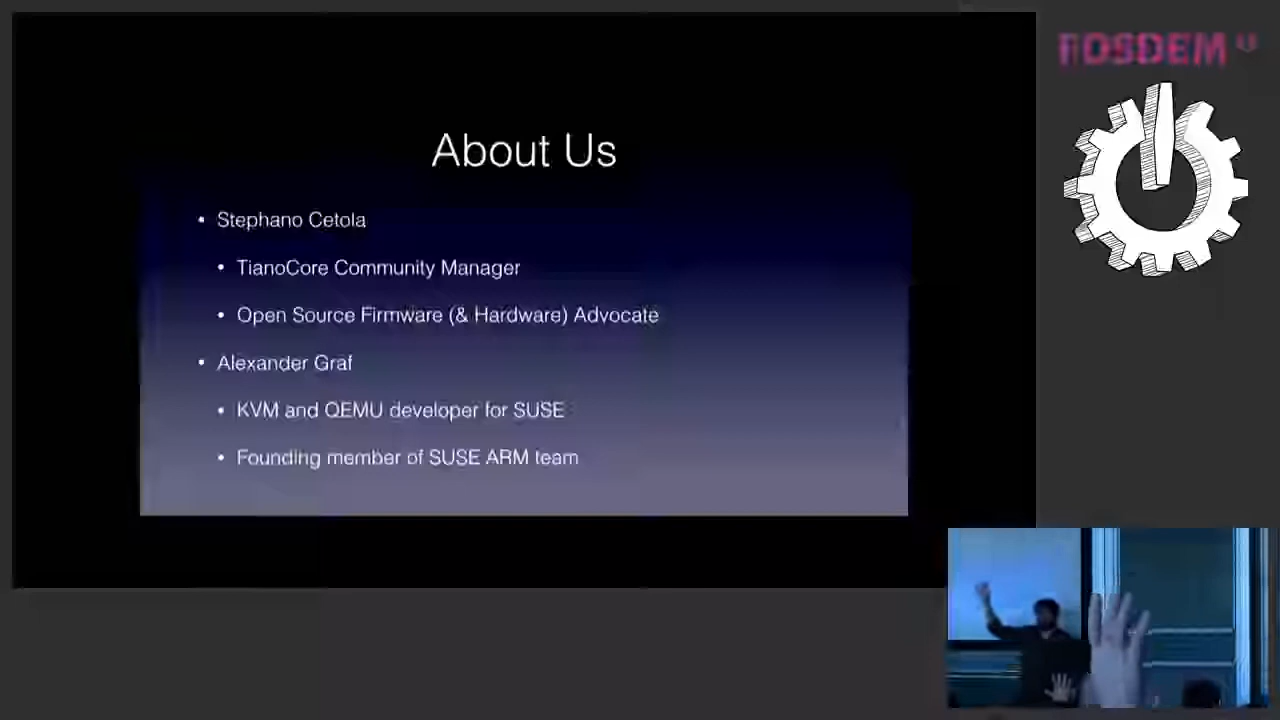 FOSDEM
About Us
• Stephano Cetola
• TianoCore Community Manager
• Open Source Firmware (& Hardware) Advocate
• Alexander Graf
• KVM and QEMU developer for SUSE
• Founding member of SUSE ARM team